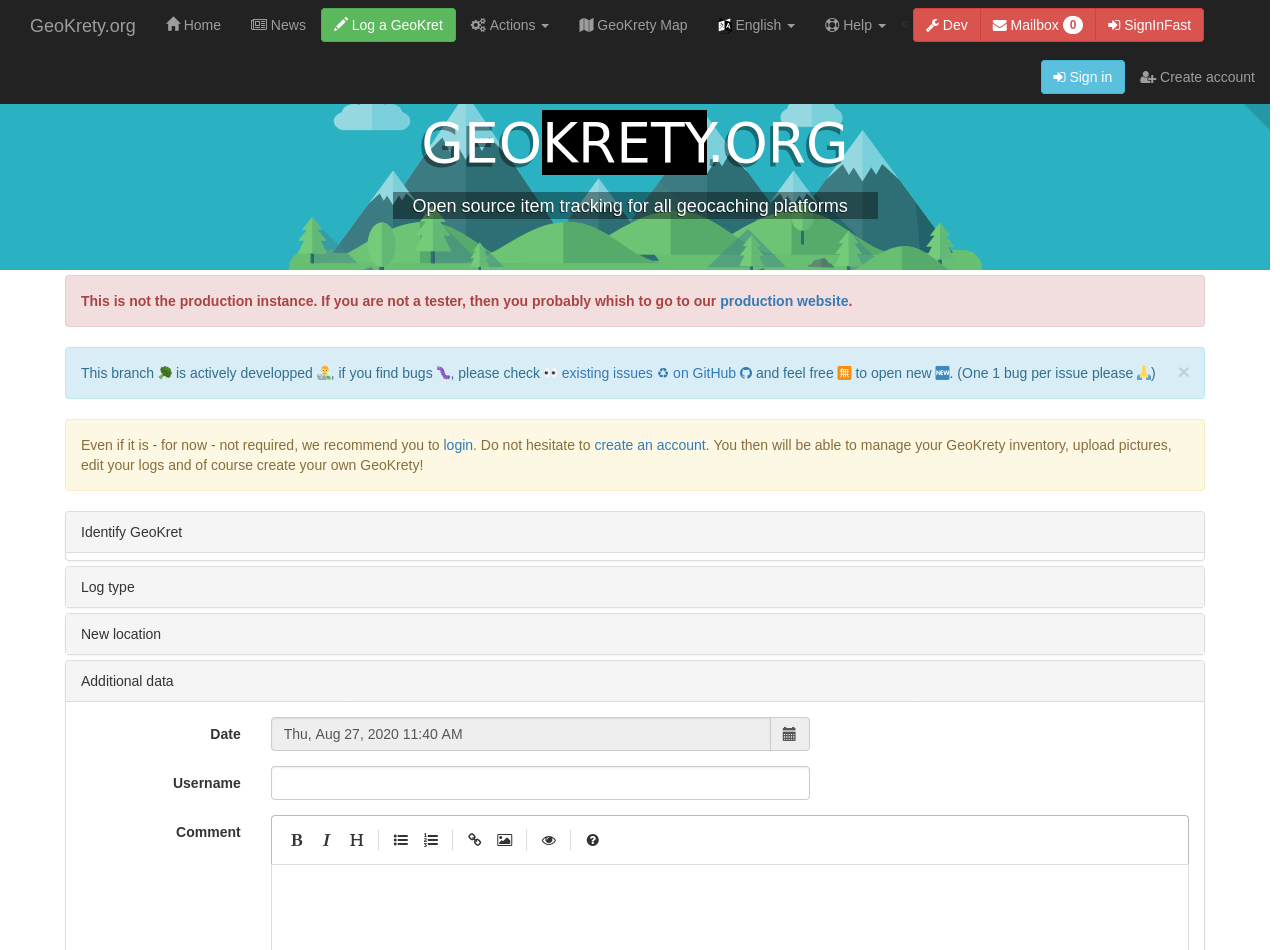 GeoKrety.org Home News Log a GeoKret Actions GeoKrety Map English Help < Dev Mailbox 0 SignInFast
Sign in Create account
GEOKRETY.ORG
Open source item tracking for all geocaching platforms
This is not the production instance. If you are not a tester, then you probably whish to go to our production website.
This branch 🥦 is actively developped 👨‍🔬, if you find bugs 🐛, please check 👀 existing issues ♻ on GitHub and feel free 🈚 to open new 🆕. (One 1 bug per issue please 🙏) ×
Even if it is - for now - not required, we recommend you to login. Do not hesitate to create an account. You then will be able to manage your GeoKrety inventory, upload pictures,
edit your logs and of course create your own GeoKrety!
Identify GeoKret
Log type
New location
Additional data
Date Thu, Aug 27, 2020 11:40 AM
Username
Comment B I H